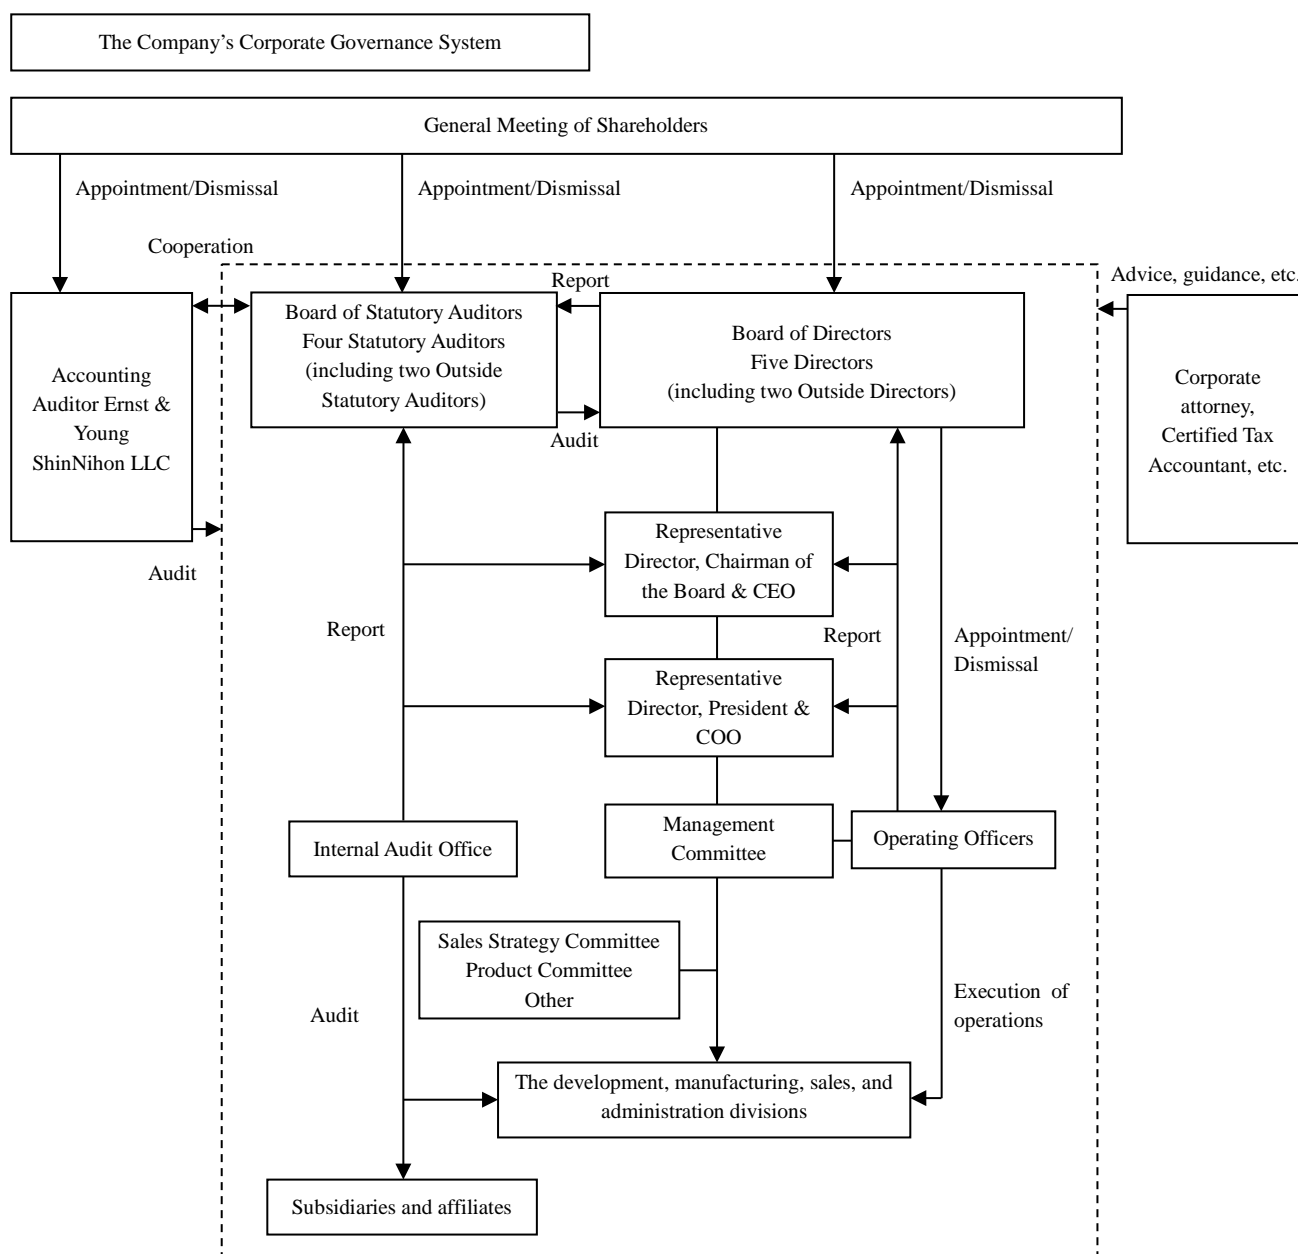 The Company’s Corporate Governance System
General Meeting of Shareholders
Appointment/Dismissal
Appointment/Dismissal
Appointment/Dismissal
Cooperation
Report
Advice, guidance, etc.
Accounting
Auditor Ernst &
Young
ShinNihon LLC
Board of Statutory Auditors
Four Statutory Auditors
(including two Outside
Statutory Auditors)
Board of Directors
Five Directors
(including two Outside Directors)
Corporate
attorney,
Certified Tax
Accountant, etc.
Audit
Audit
Representative
Director, Chairman of
the Board & CEO
Report
Report
Appointment/
Dismissal
Representative
Director, President &
COO
Internal Audit Office
Management
Committee
Operating Officers
Sales Strategy Committee
Product Committee
Other
Audit
Execution of
operations
The development, manufacturing, sales, and
administration divisions
Subsidiaries and affiliates